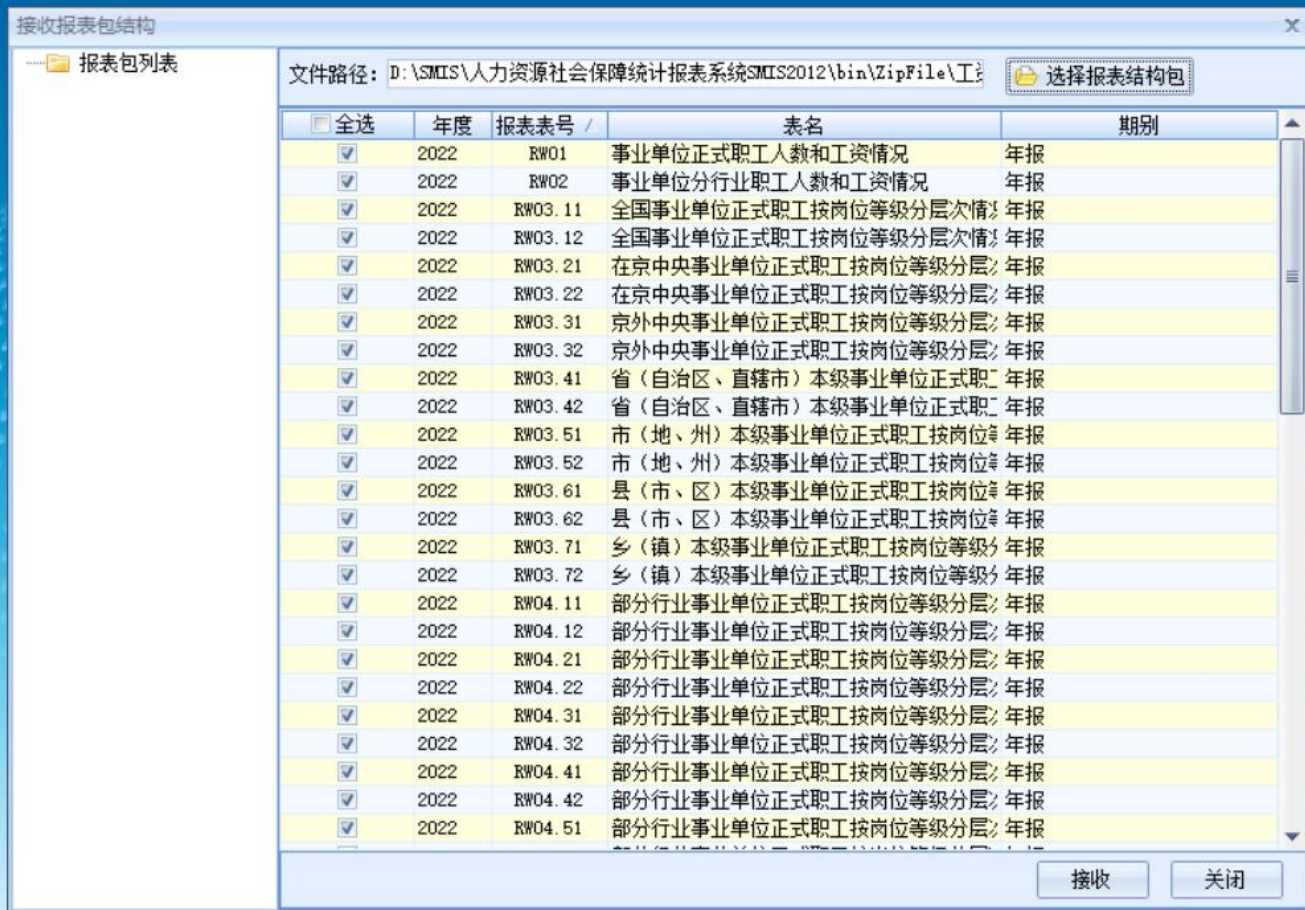 接收报表包结构
报表包列表
文件路径： D:\SMIS\人力资源社会保障统计报表系统SMIS2012\bin\ZipFile\工 选择报表结构包
全选 年度 报表表号 表名 期别
2022 RW01 事业单位正式职工人数和工资情况 年报
2022 RW02 事业单位分行业职工人数和工资情况 年报
2022 RW03.11 全国事业单位正式职工按岗位等级分层次情 年报
2022 RW03.12 全国事业单位正式职工按岗位等级分层次情 年报
2022 RW03.21 在京中央事业单位正式职工按岗位等级分层 年报
2022 RW03.22 在京中央事业单位正式职工按岗位等级分层 年报
2022 RW03.31 京外中央事业单位正式职工按岗位等级分层 年报
2022 RW03.32 京外中央事业单位正式职工按岗位等级分层 年报
2022 RW03.41 省（自治区、直辖市）本级事业单位正式职 年报
2022 RW03.42 省（自治区、直辖市）本级事业单位正式职 年报
2022 RW03.51 市（地、州）本级事业单位正式职工按岗位 年报
2022 RW03.52 市（地、州）本级事业单位正式职工按岗位 年报
2022 RW03.61 县（市、区）本级事业单位正式职工按岗位 年报
2022 RW03.62 县（市、区）本级事业单位正式职工按岗位 年报
2022 RW03.71 乡（镇）本级事业单位正式职工按岗位等级 年报
2022 RW03.72 乡（镇）本级事业单位正式职工按岗位等级 年报
2022 RW04.11 部分行业事业单位正式职工按岗位等级分层 年报
2022 RW04.12 部分行业事业单位正式职工按岗位等级分层 年报
2022 RW04.21 部分行业事业单位正式职工按岗位等级分层 年报
2022 RW04.22 部分行业事业单位正式职工按岗位等级分层 年报
2022 RW04.31 部分行业事业单位正式职工按岗位等级分层 年报
2022 RW04.32 部分行业事业单位正式职工按岗位等级分层 年报
2022 RW04.41 部分行业事业单位正式职工按岗位等级分层 年报
2022 RW04.42 部分行业事业单位正式职工按岗位等级分层 年报
2022 RW04.51 部分行业事业单位正式职工按岗位等级分层 年报
接收 关闭